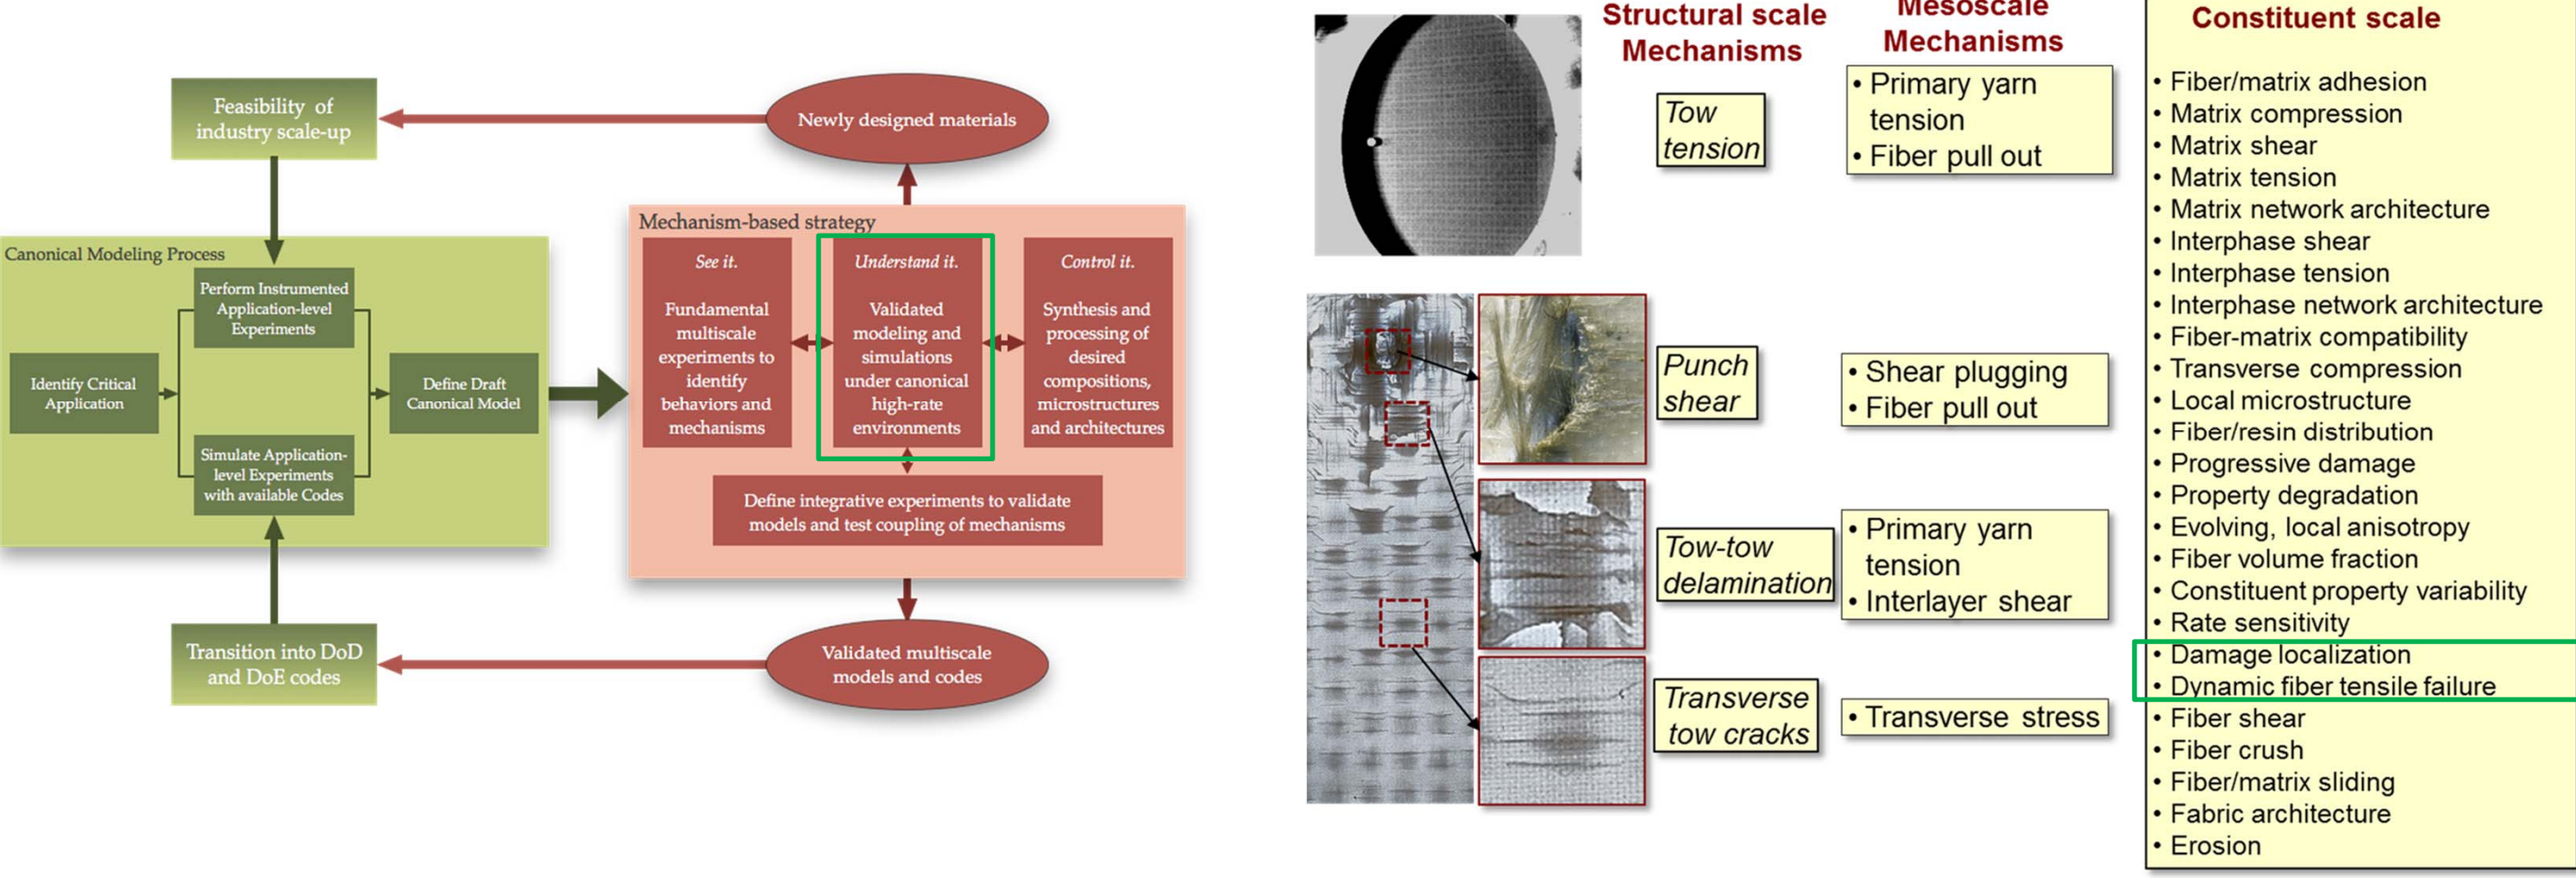 Feasibility of
industry scale-up
Newly designed materials
Canonical Modeling Process
Perform Instrumented
Application-level
Experiments
Identify Critical
Application
Define Draft
Canonical Model
Simulate Application-
level Experiments
with available Codes
Transition into DoD
and DoE codes
Mechanism-based strategy
See it.
Fundamental
multiscale
experiments to
identify
behaviors and
mechanisms
Understand it.
Validated
modeling and
simulations
under canonical
high-rate
environments
Control it.
Synthesis and
processing of
desired
compositions,
microstructures
and architectures
Define integrative experiments to validate
models and test coupling of mechanisms
Validated multiscale
models and codes
Structural scale
Mechanisms
Tow
tension
Punch
shear
Tow-tow
delamination
Transverse
tow cracks
Mesoscale
Mechanisms
• Primary yarn
tension
• Fiber pull out
• Shear plugging
• Fiber pull out
• Primary yarn
tension
• Interlayer shear
• Transverse stress
Constituent scale
• Fiber/matrix adhesion
• Matrix compression
• Matrix shear
• Matrix tension
• Matrix network architecture
• Interphase shear
• Interphase tension
• Interphase network architecture
• Fiber-matrix compatibility
• Transverse compression
• Local microstructure
• Fiber/resin distribution
• Progressive damage
• Property degradation
• Evolving, local anisotropy
• Fiber volume fraction
• Constituent property variability
• Rate sensitivity
• Damage localization
• Dynamic fiber tensile failure
• Fiber shear
• Fiber crush
• Fiber/matrix sliding
• Fabric architecture
• Erosion